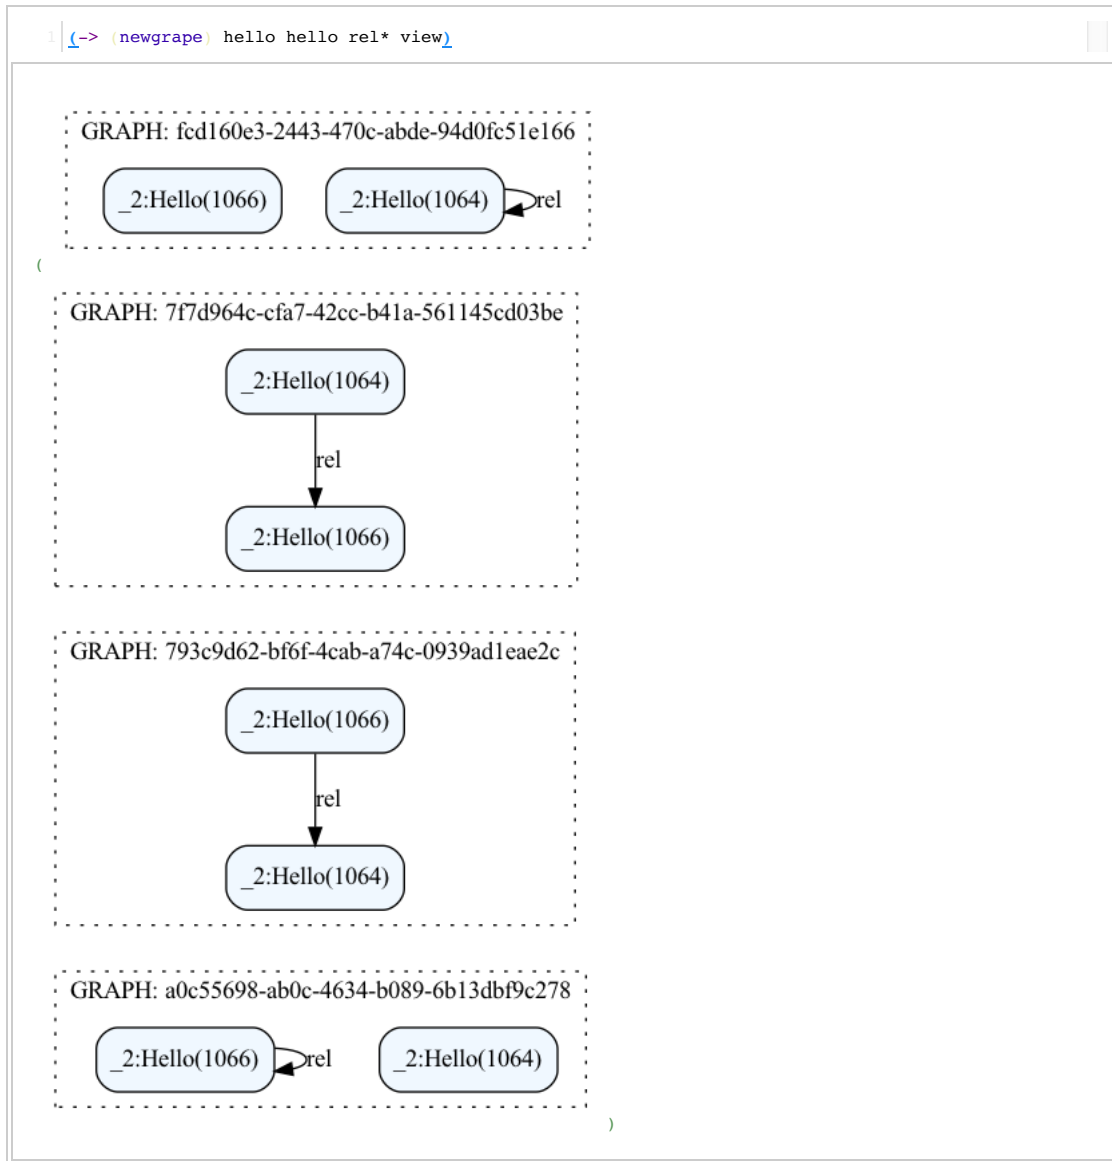 1 (-> (newgrape) hello hello rel* view)
GRAPH: fcd160e3-2443-470c-abde-94d0fc51e166
_2:Hello(1066) _2:Hello(1064) rel
(
GRAPH: 7f7d964c-cfa7-42cc-b41a-561145cd03be
_2:Hello(1064)
rel
_2:Hello(1066)
GRAPH: 793c9d62-bf6f-4cab-a74c-0939ad1eae2c
_2:Hello(1066)
rel
_2:Hello(1064)
GRAPH: a0c55698-ab0c-4634-b089-6b13dbf9c278
_2:Hello(1066) rel _2:Hello(1064)
)